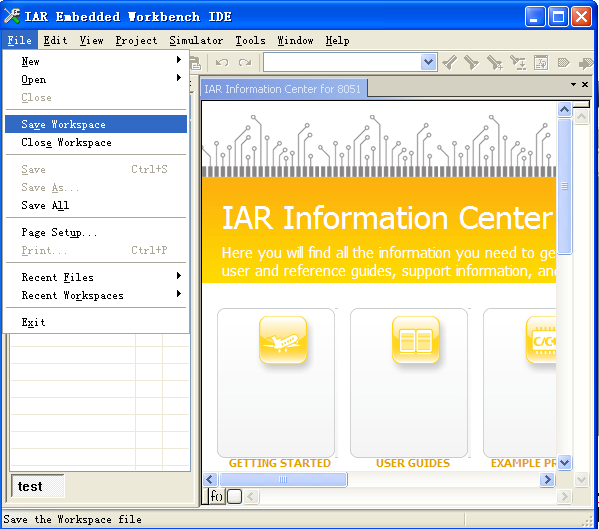 IAR Embedded Workbench IDE
File Edit View Project Simulator Tools Window Help
New
Open
Close
Save Workspace
Close Workspace
Save Ctrl+S
Save As...
Save All
Page Setup...
Print... Ctrl+P
Recent Files
Recent Workspaces
Exit
IAR Information Center for 8051
IAR Information Center
Here you will find all the information you need to ge
user and reference guides, support information, an
C/C
GETTING STARTED
USER GUIDES
EXAMPLE PR
test
f()
Save the Workspace file